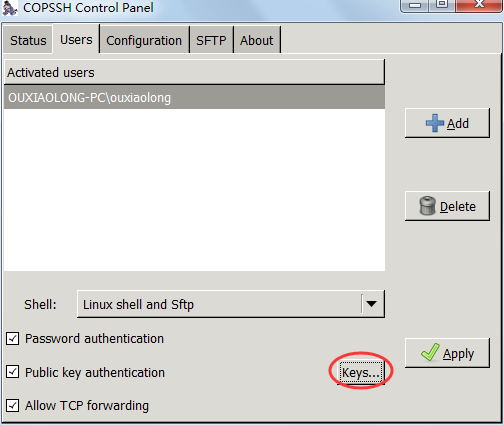 COPSSH Control Panel
Status Users Configuration SFTP About
Activated users
OUXIAOLONG-PC\ouxiaolong
Add
Delete
Shell: Linux shell and Sftp
Password authentication
Apply
Public key authentication Keys...
Allow TCP forwarding